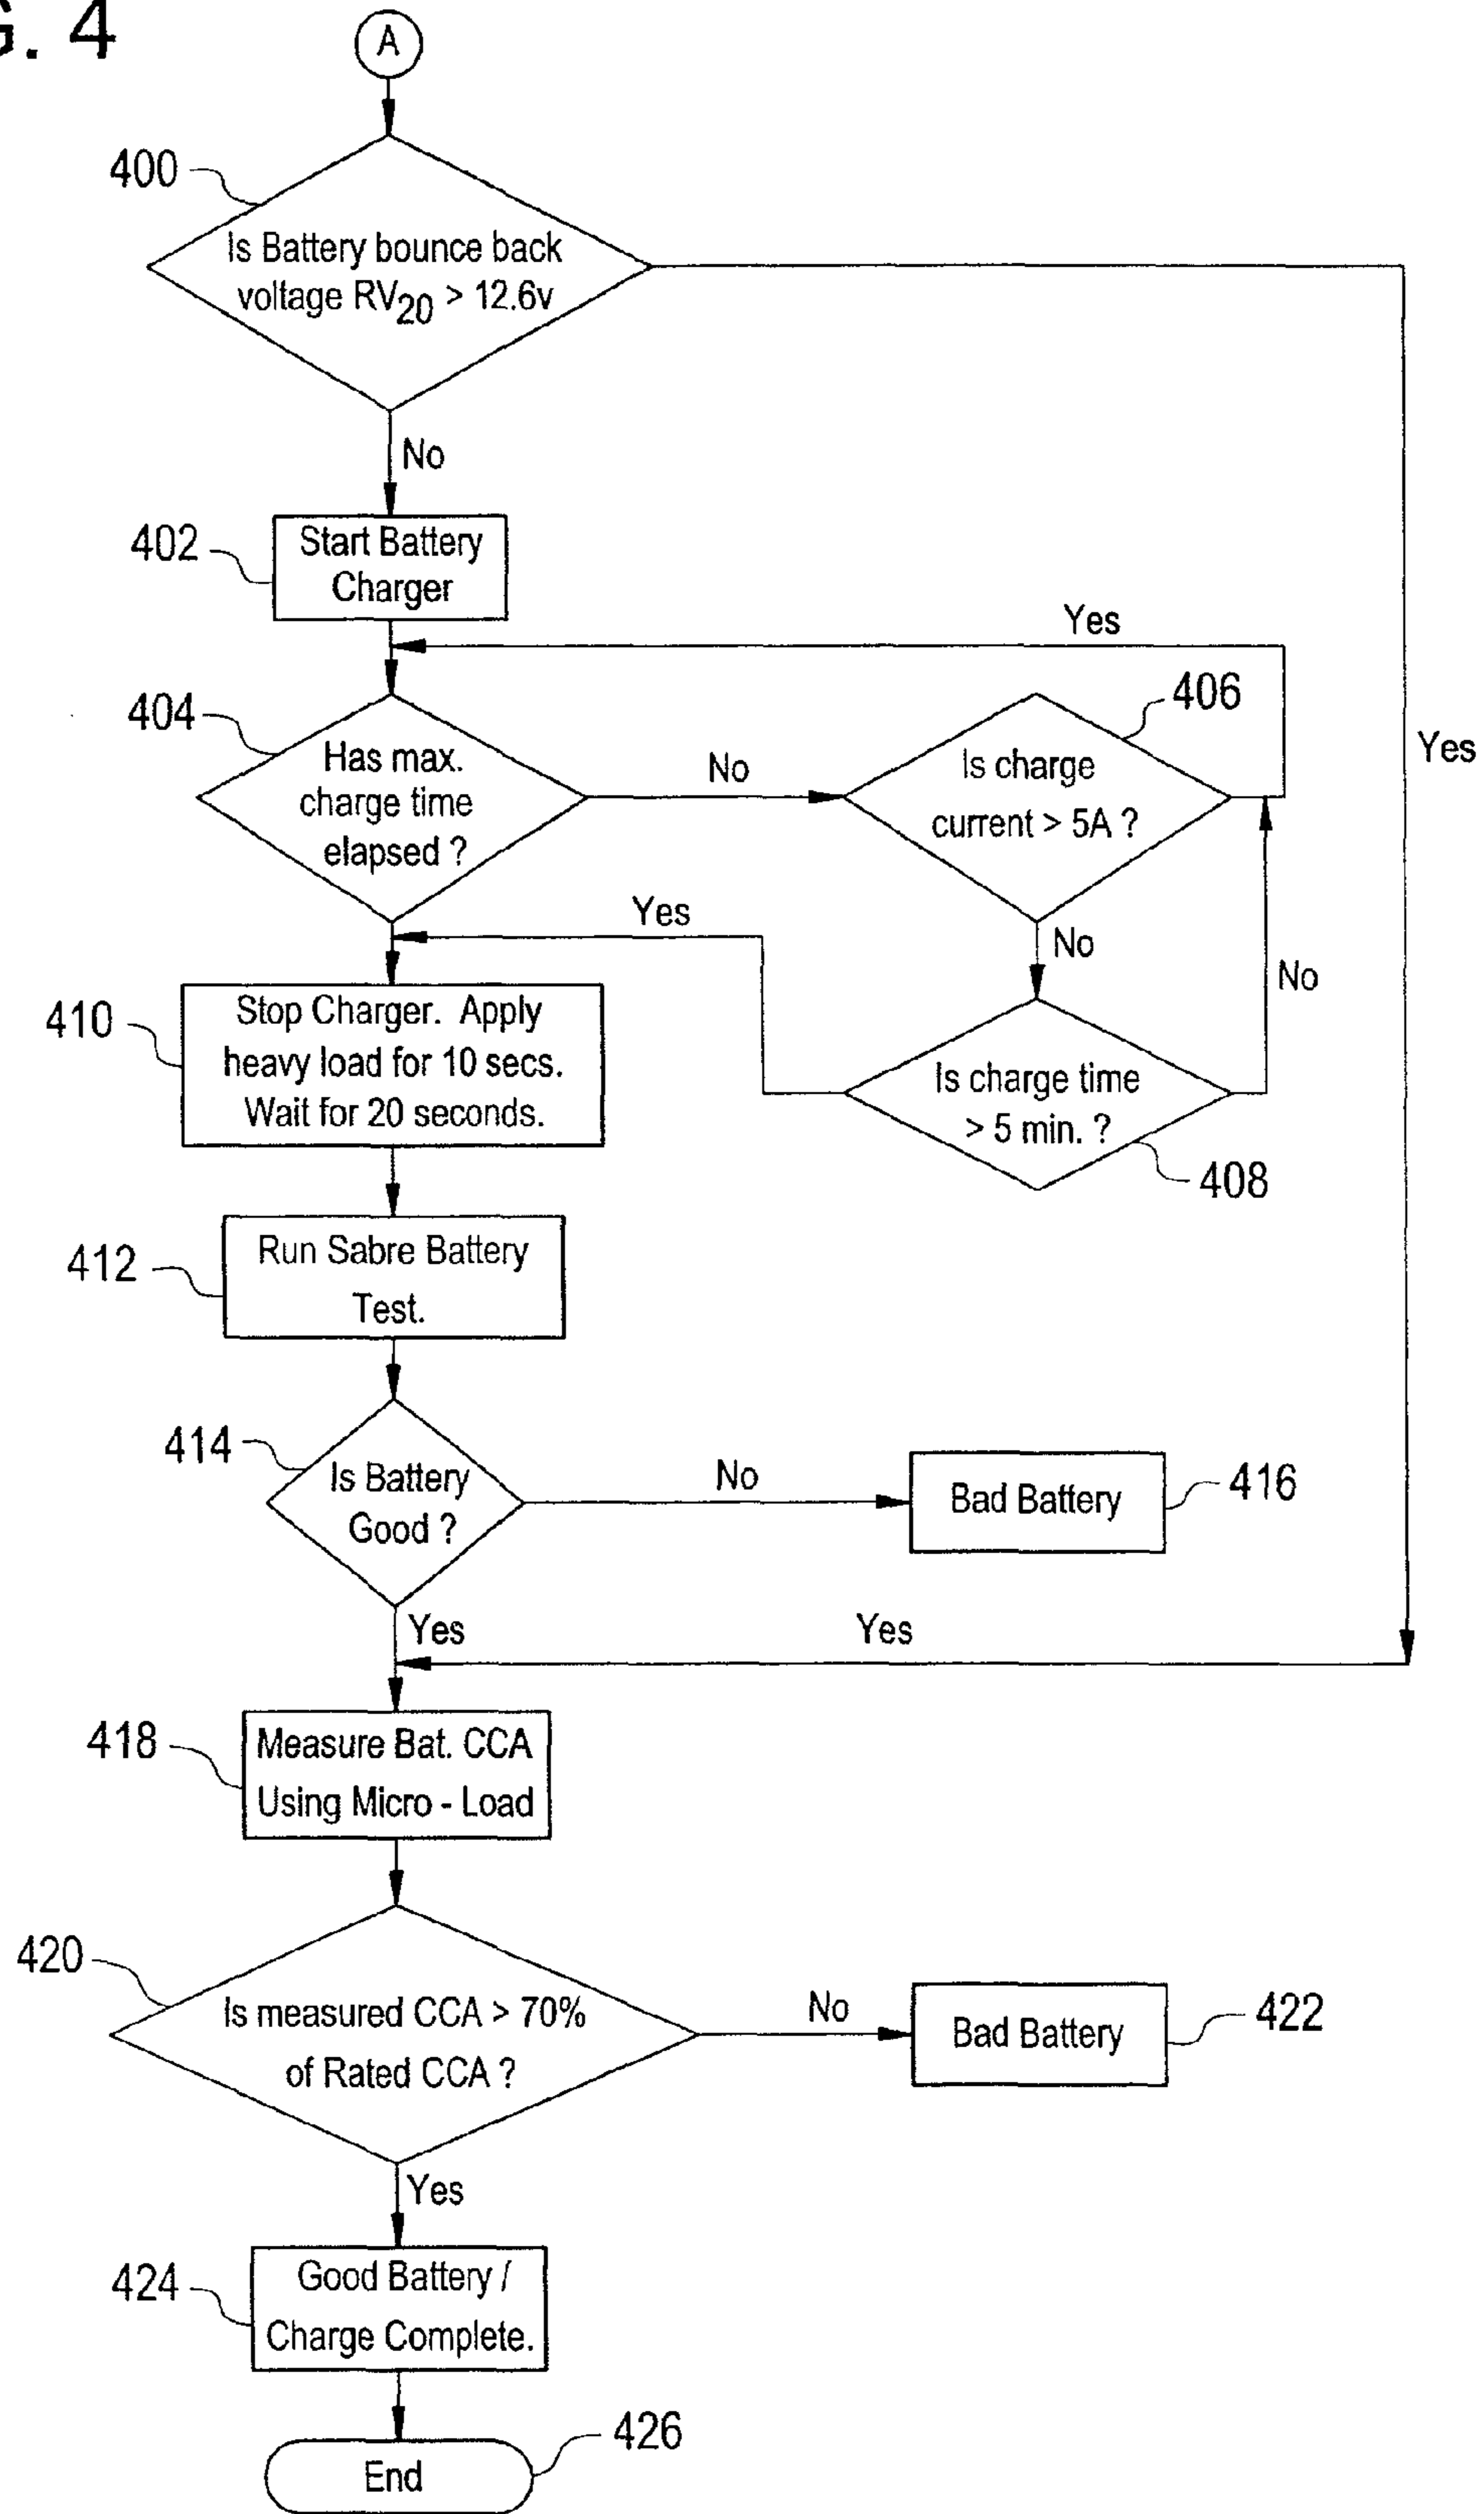 G. 4
A
400
Is Battery bounce back
voltage RV20 > 12.6v
No
Yes
402
Start Battery
Charger
Yes
404
Has max.
charge time
elapsed ?
No
406
Is charge
current > 5A ?
Yes
No
No
410
Stop Charger. Apply
heavy load for 10 secs.
Wait for 20 seconds.
Is charge time
> 5 min. ?
408
412
Run Sabre Battery
Test.
414
Is Battery
Good ?
No
Bad Battery
416
Yes
Yes
418
Measure Bat. CCA
Using Micro - Load
420
Is measured CCA > 70%
of Rated CCA ?
No
Bad Battery
422
Yes
424
Good Battery /
Charge Complete.
426
End